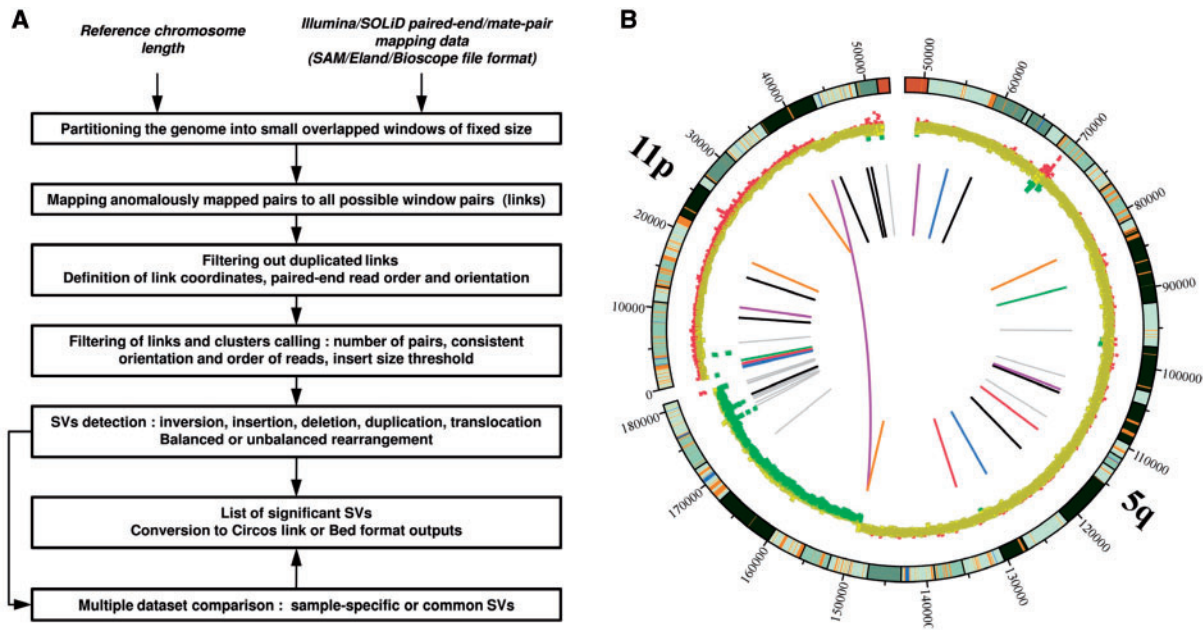 A
Reference chromosome
length
Illumina/SOLiD paired-end/mate-pair
mapping data
(SAM/Eland/Bioscope file format)
Partitioning the genome into small overlapped windows of fixed size
Mapping anomalously mapped pairs to all possible window pairs (links)
Filtering out duplicated links
Definition of link coordinates, paired-end read order and orientation
Filtering of links and clusters calling : number of pairs, consistent
orientation and order of reads, insert size threshold
SVs detection : inversion, insertion, deletion, duplication, translocation
Balanced or unbalanced rearrangement
List of significant SVs
Conversion to Circos link or Bed format outputs
Multiple dataset comparison : sample-specific or common SVs
B
11p
0
10000
20000
30000
40000
50000
5q
50000
60000
70000
80000
90000
100000
110000
120000
130000
140000
150000
160000
170000
180000